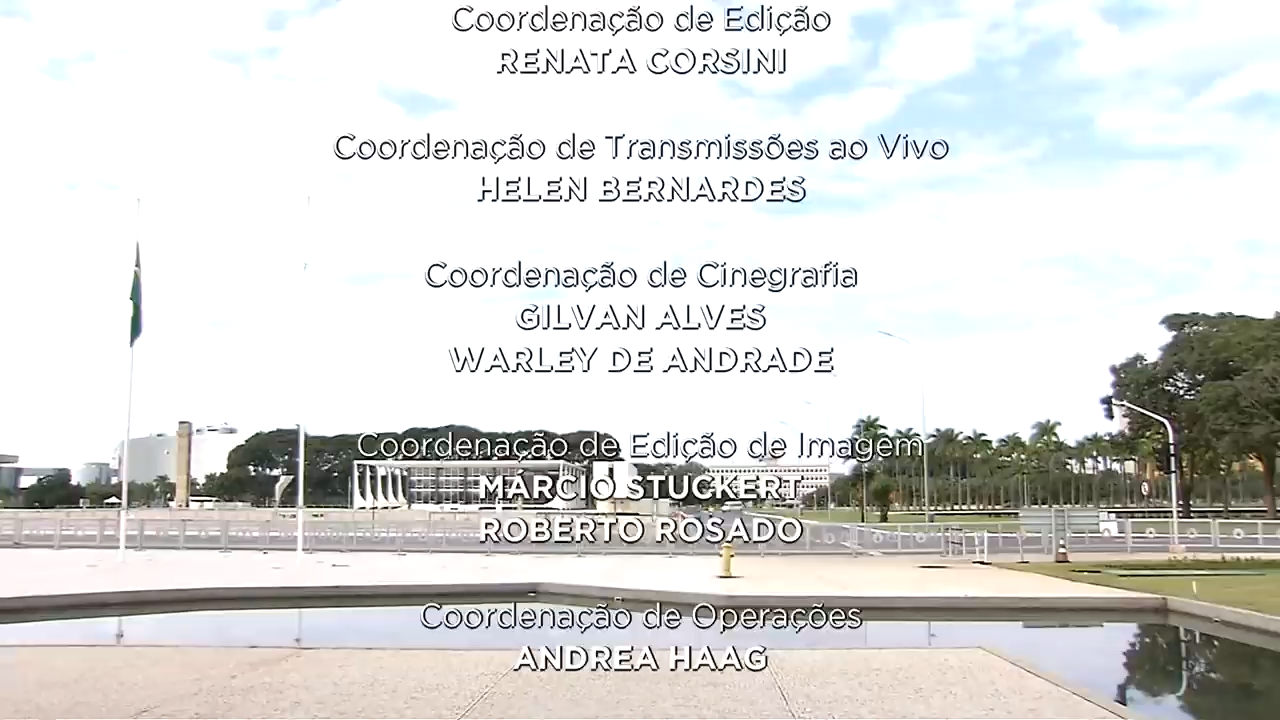 Coordenação de Edição
RENATA CORSINI
Coordenação de Transmissões ao Vivo
HELEN BERNARDES
Coordenação de Cinegrafia
GILVAN ALVES
WARLEY DE ANDRADE
Coordenação de Edição de Imagem
MÁRCIO STUCKERT
ROBERTO ROSADO
Coordenação de Operações
ANDREA HAAG